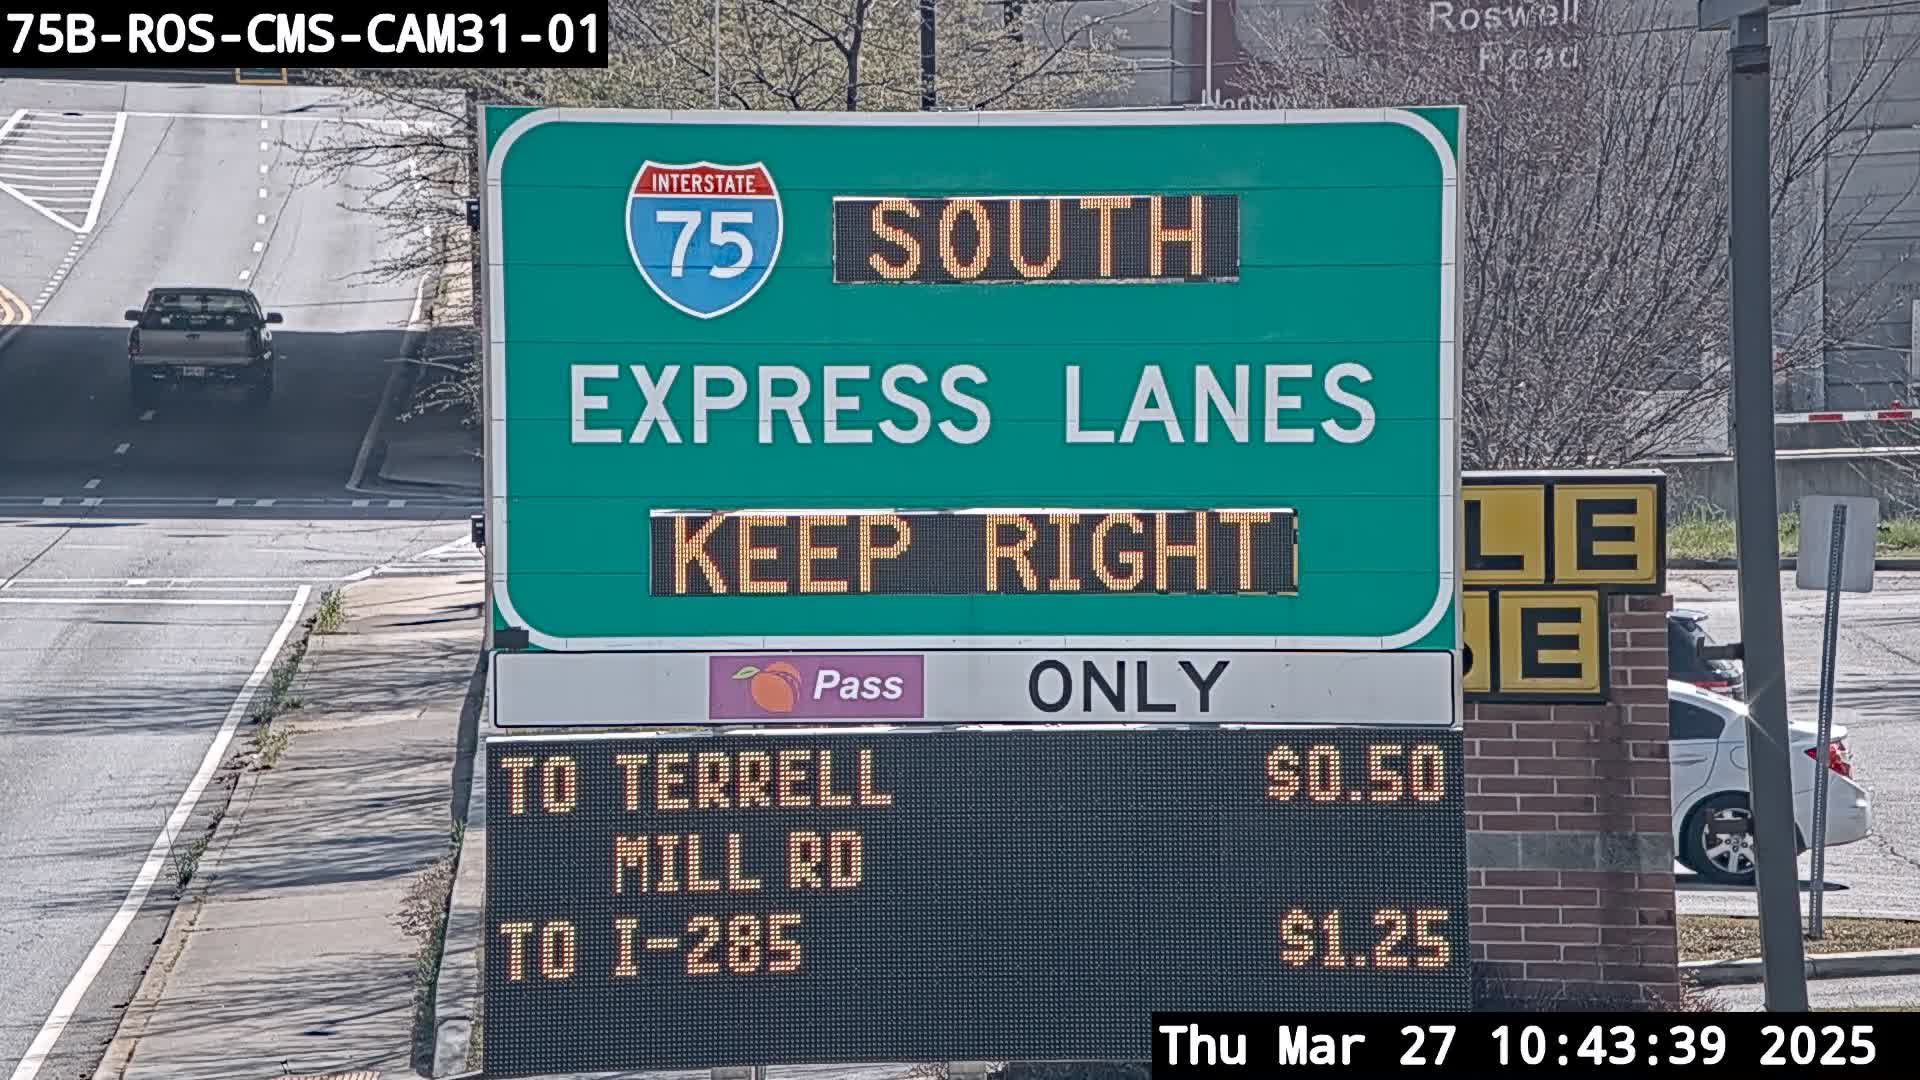 75B-ROS-CMS-CAM31-01
Roswell
Road
INTERSTATE
75
SOUTH
EXPRESS LANES
KEEP RIGHT
Pass ONLY
TO TERRELL $0.50
MILL RD
TO I-285 $1.25
LE
E
Thu Mar 27 10:43:39 2025